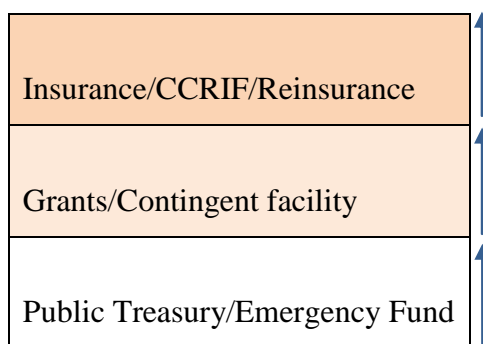 Insurance/CCRIF/Reinsurance
Grants/Contingent facility
Public Treasury/Emergency Fund